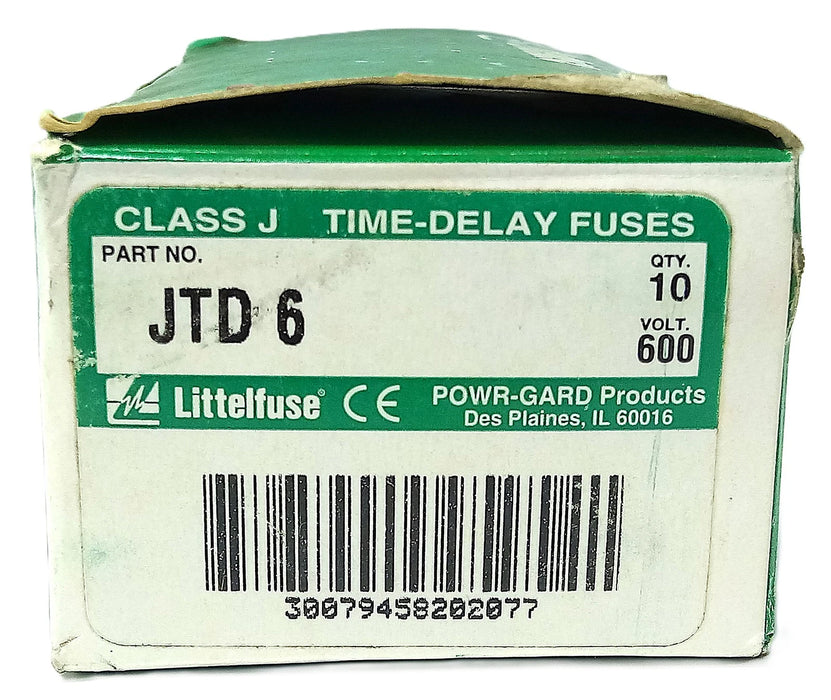 CLASS J TIME-DELAY FUSES
PART NO.
JTD 6
QTY.
10
VOLT.
600
Littelfuse® CE POWR-GARD Products
Des Plaines, IL 60016
30079458202077